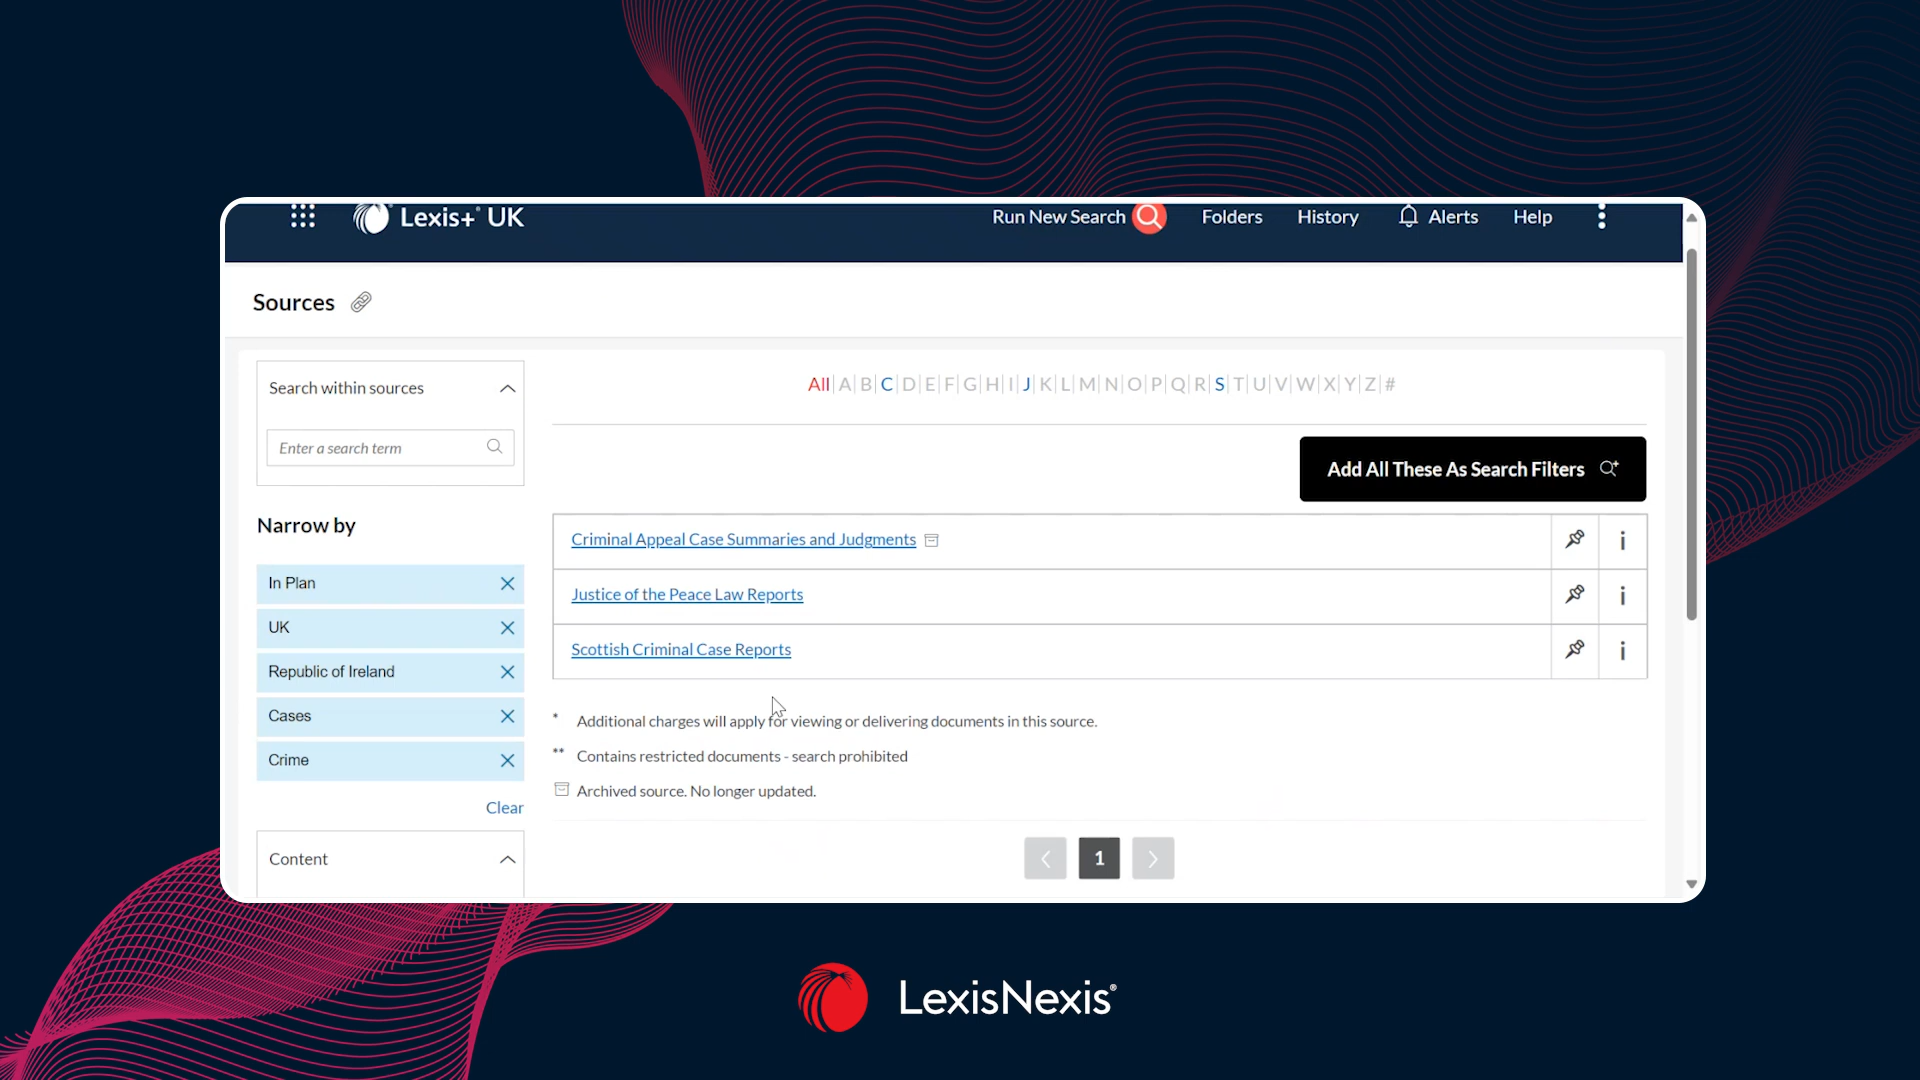 Lexis+® UK
Run New Search
Folders
History
Alerts
Help
Sources
Search within sources
Enter a search term
Narrow by
In Plan
UK
Republic of Ireland
Cases
Crime
Clear
Content
All|A|B|C|D|E|F|G|H|I|J|K|L|M|N|O|P|Q|R|S|T|U|V|W|X|Y|Z|#
Add All These As Search Filters
Criminal Appeal Case Summaries and Judgments
Justice of the Peace Law Reports
Scottish Criminal Case Reports
* Additional charges will apply for viewing or delivering documents in this source.
** Contains restricted documents - search prohibited
Archived source. No longer updated.
1
LexisNexis®